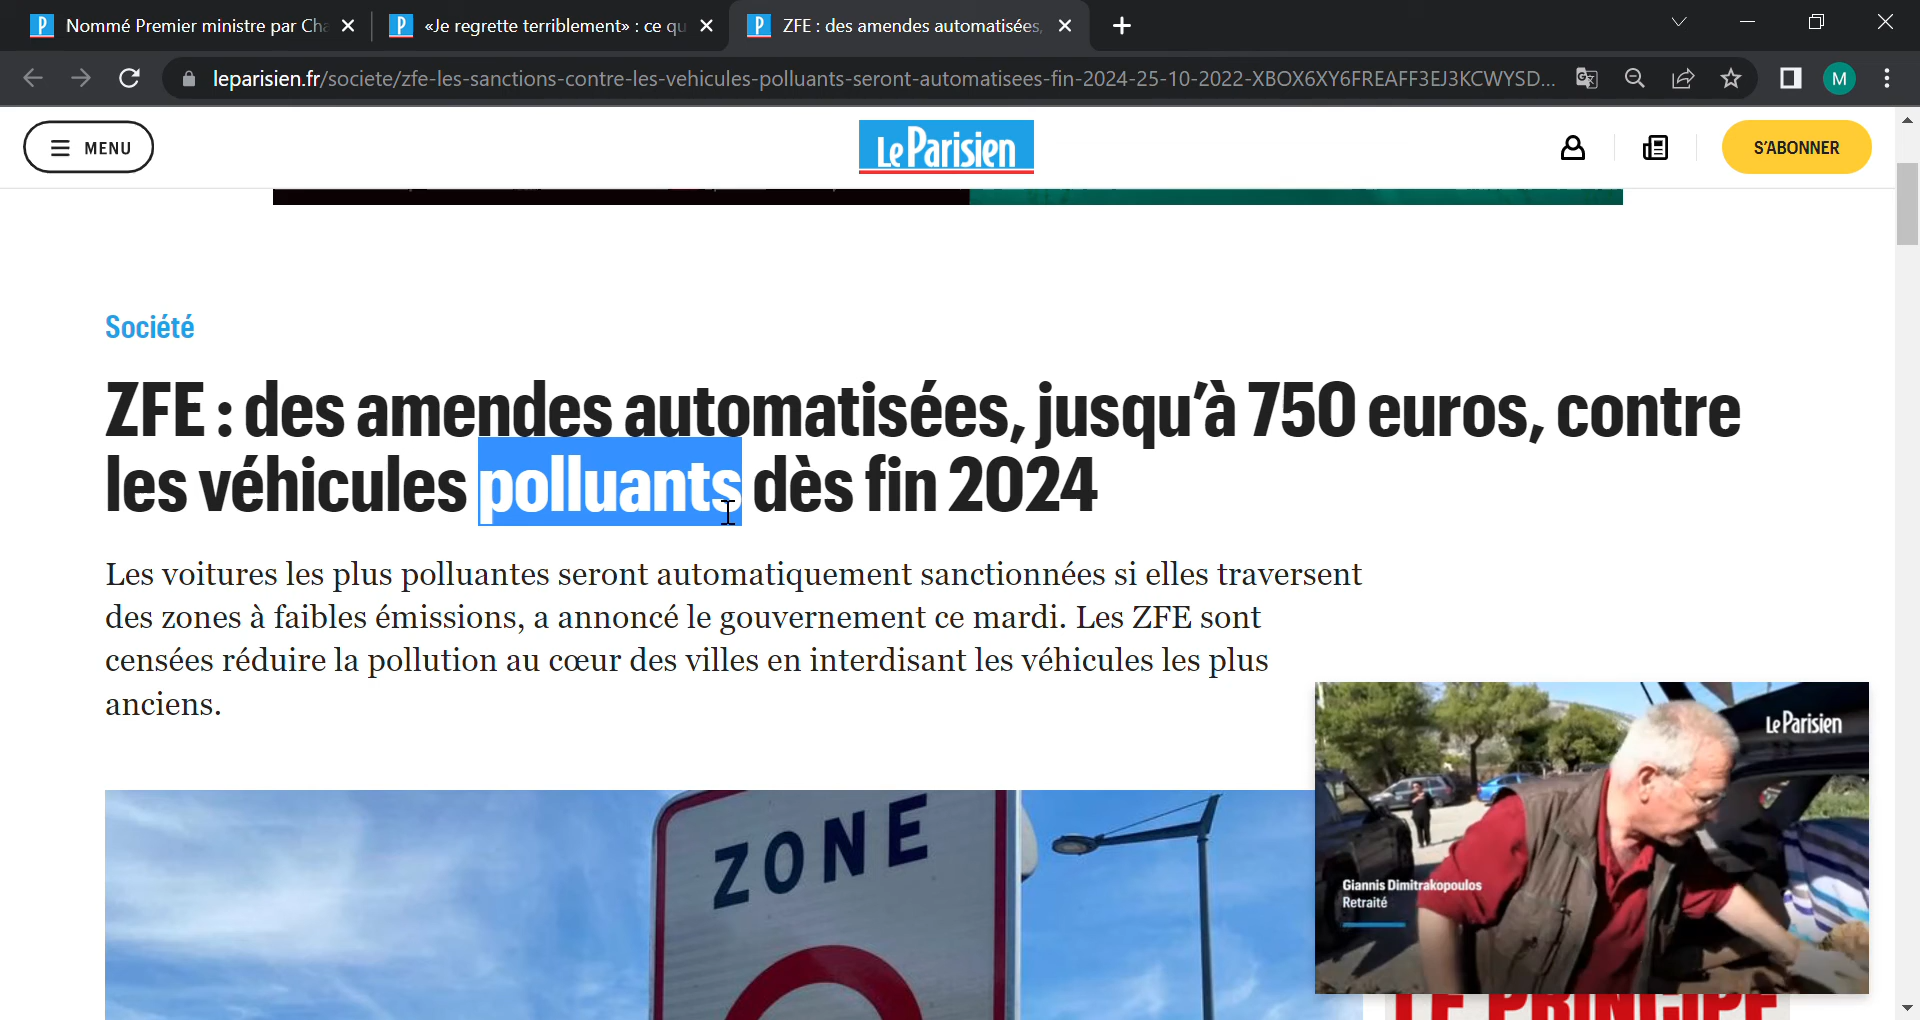 Nommé Premier ministre par Cha
«Je regrette terriblement» : ce qu
ZFE : des amendes automatisées,
leparisien.fr/societe/zfe-les-sanctions-contre-les-vehicules-polluants-seront-automatisees-fin-2024-25-10-2022-XBOX6XY6FREAFF3EJ3KCWYSD...
M
MENU
Le Parisien
S'ABONNER
Société
ZFE : des amendes automatisées, jusqu’à 750 euros, contre
les véhicules polluants dès fin 2024
Les voitures les plus polluantes seront automatiquement sanctionnées si elles traversent
des zones à faibles émissions, a annoncé le gouvernement ce mardi. Les ZFE sont
censées réduire la pollution au cœur des villes en interdisant les véhicules les plus
anciens.
ZONE
Le Parisien
Giannis Dimitrakopoulos
Retraité
LE PRINCIPE